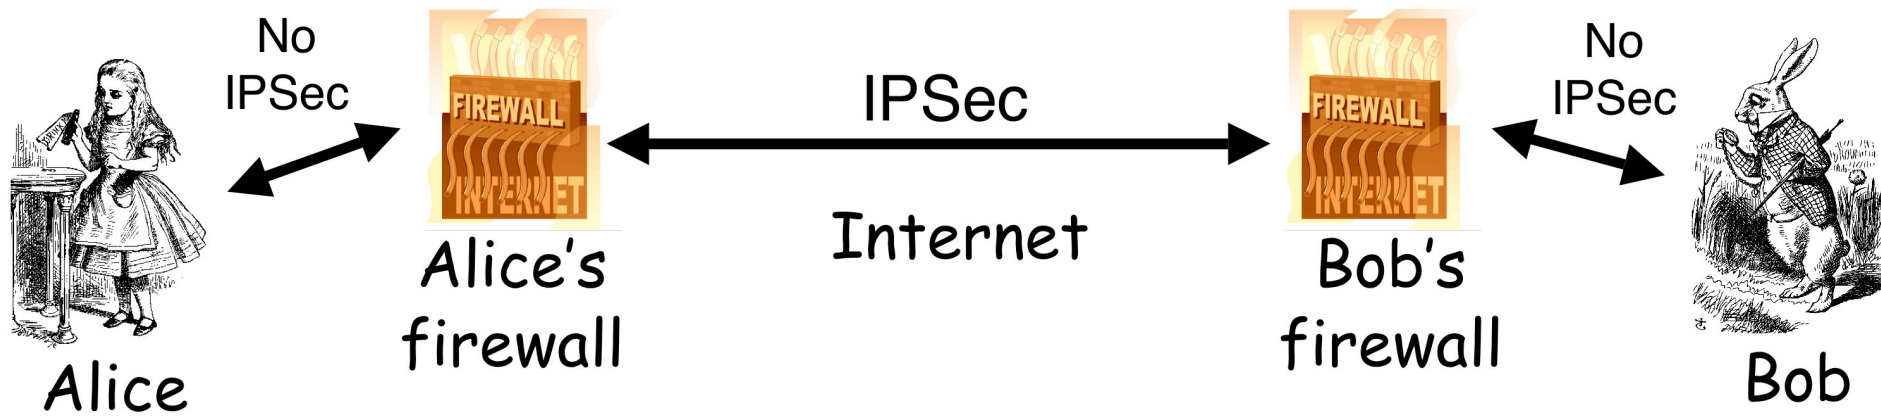 No
IPSec
FIREWALL
INTERNET
Alice's
firewall
IPSec
Internet
FIREWALL
INTERNET
Bob's
firewall
No
IPSec
Alice
Bob